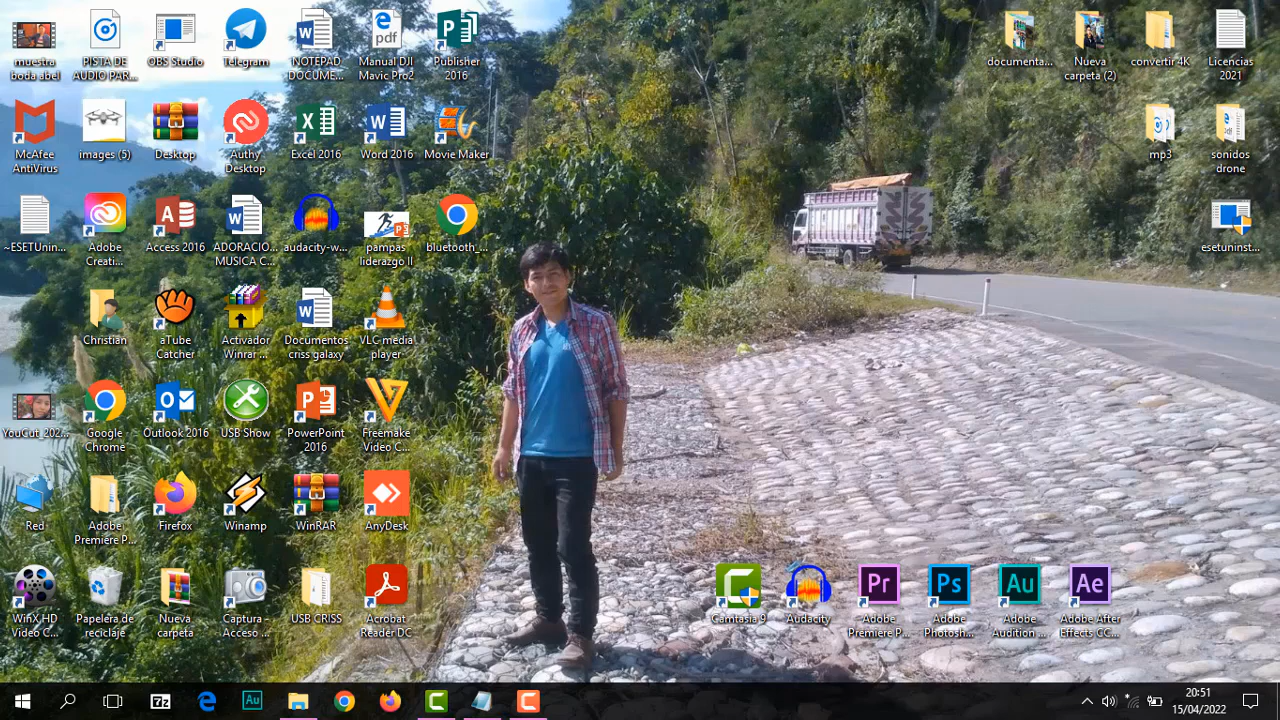 muestra
boda abel
PISTA DE
AUDIO PAR...
OBS Studio
Telegram
NOTEPAD
DOCUME...
Manual DJI
Mavic Pro2
Publisher
2016
documenta...
Nueva
carpeta (2)
convertir 4K
Licencias
2021
McAfee
AntiVirus
images (5)
Desktop
Authy
Desktop
Excel 2016
Word 2016
Movie Maker
mp3
sonidos
drone
~ESETUnin...
Adobe
Creati...
Access 2016
ADORACIO...
MUSICA C...
audacity-w...
pampas
liderazgo II
bluetooth_...
esetuninst...
Christian
aTube
Catcher
Activador
Winrar ...
Documentos
criss galaxy
VLC media
player
YouCut_202...
Google
Chrome
Outlook 2016
USB Show
PowerPoint
2016
Freemake
Video C...
Red
Adobe
Premiere P...
Firefox
Winamp
WinRAR
AnyDesk
WinX HD
Video C...
Papelera de
reciclaje
Nueva
carpeta
Captura -
Acceso ...
USB CRISS
Acrobat
Reader DC
Camtasia 9
Audacity
Adobe
Premiere P...
Adobe
Photosh...
Adobe
Audition ...
Adobe After
Effects CC...
20:51
15/04/2022